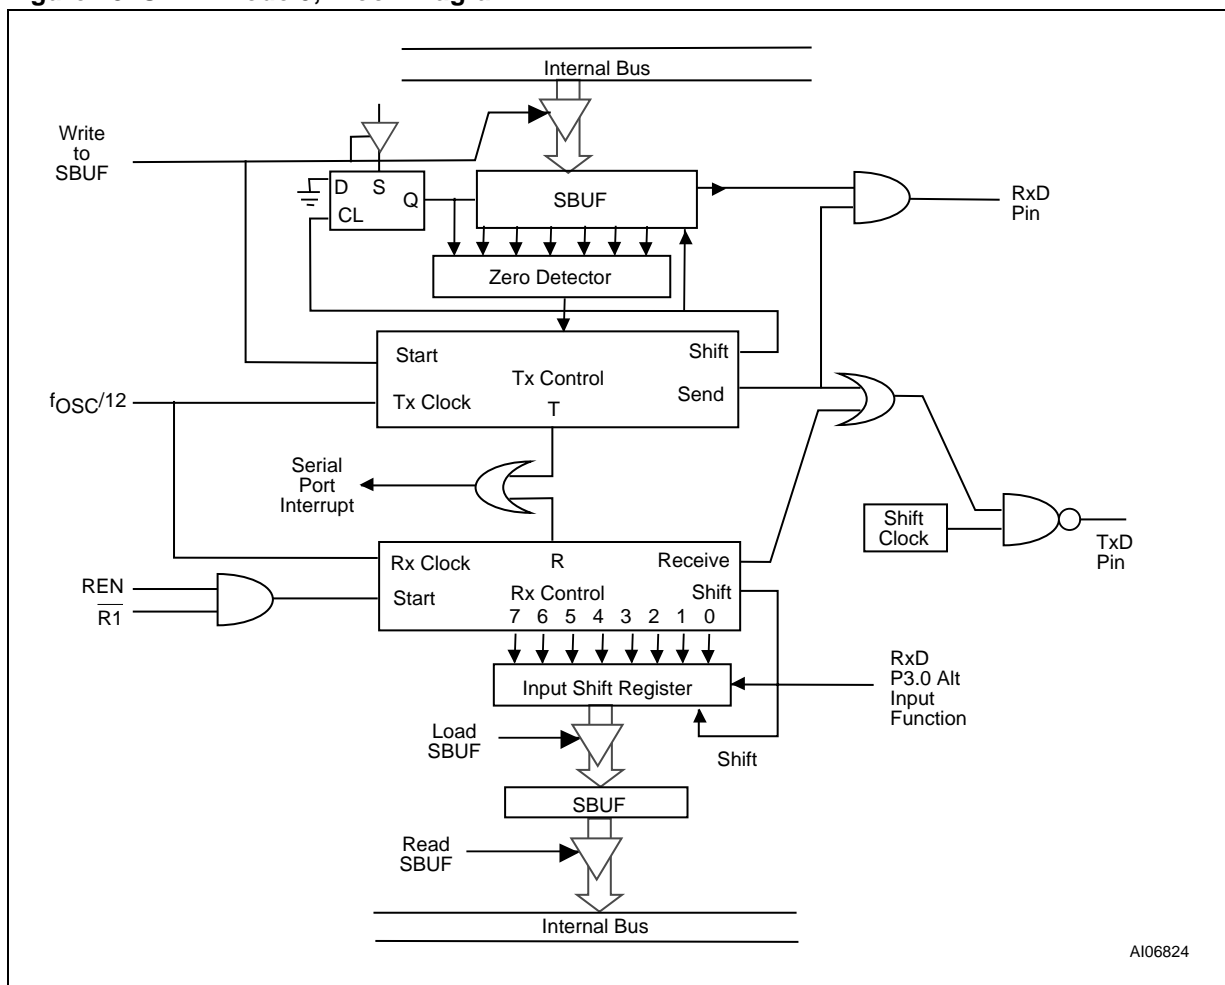 Internal Bus
Write
to
SBUF
D S
Q
CL
SBUF
RxD
Pin
Zero Detector
Start
Shift
Tx Control
Send
fOSC/12
Tx Clock
T
Serial
Port
Interrupt
Shift
Clock
TxD
Pin
Rx Clock
R
Receive
REN
R1
Start
Rx Control
Shift
7 6 5 4 3 2 1 0
Input Shift Register
RxD
P3.0 Alt
Input
Function
Load
SBUF
Shift
SBUF
Read
SBUF
Internal Bus
AI06824